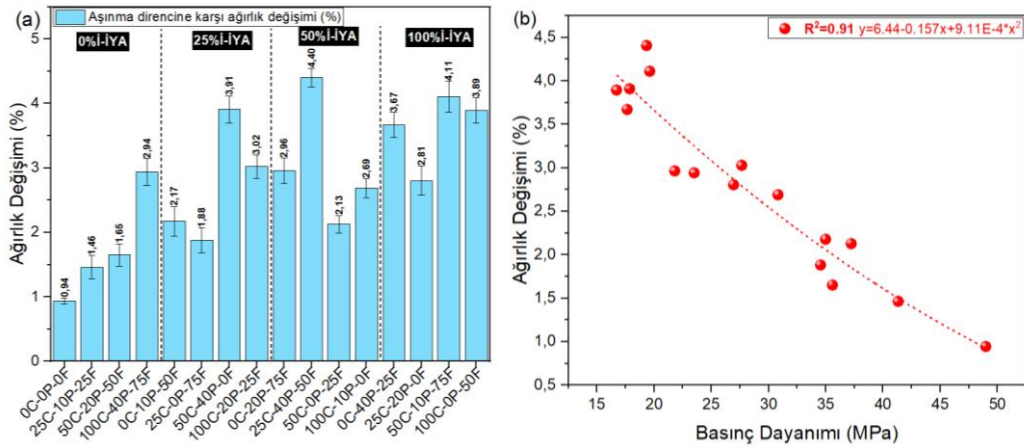 (a)
Aşınma direncine karşı ağırlık değişimi (%)
0%İ-İYA
25%İ-İYA
50%İ-İYA
100%İ-İYA
Ağırlık Değişimi (%)
5
4
3
2
1
0
0,94
1,46
1,65
2,94
2,17
1,88
3,91
3,02
2,96
4,40
2,13
2,69
3,67
2,81
4,11
3,89
0C-0P-0F
25C-10P-25F
50C-20P-50F
100C-40P-75F
0C-10P-50F
25C-0P-75F
50C-40P-0F
100C-20P-25F
0C-20P-75F
25C-40P-50F
50C-0P-25F
100C-10P-0F
0C-40P-25F
25C-20P-0F
50C-10P-75F
100C-0P-50F
(b)
R²=0.91 y=6.44-0.157x+9.11E-4*x²
Ağırlık Değişimi (%)
4,5
4,0
3,5
3,0
2,5
2,0
1,5
1,0
0,5
15 20 25 30 35 40 45 50
Basınç Dayanımı (MPa)